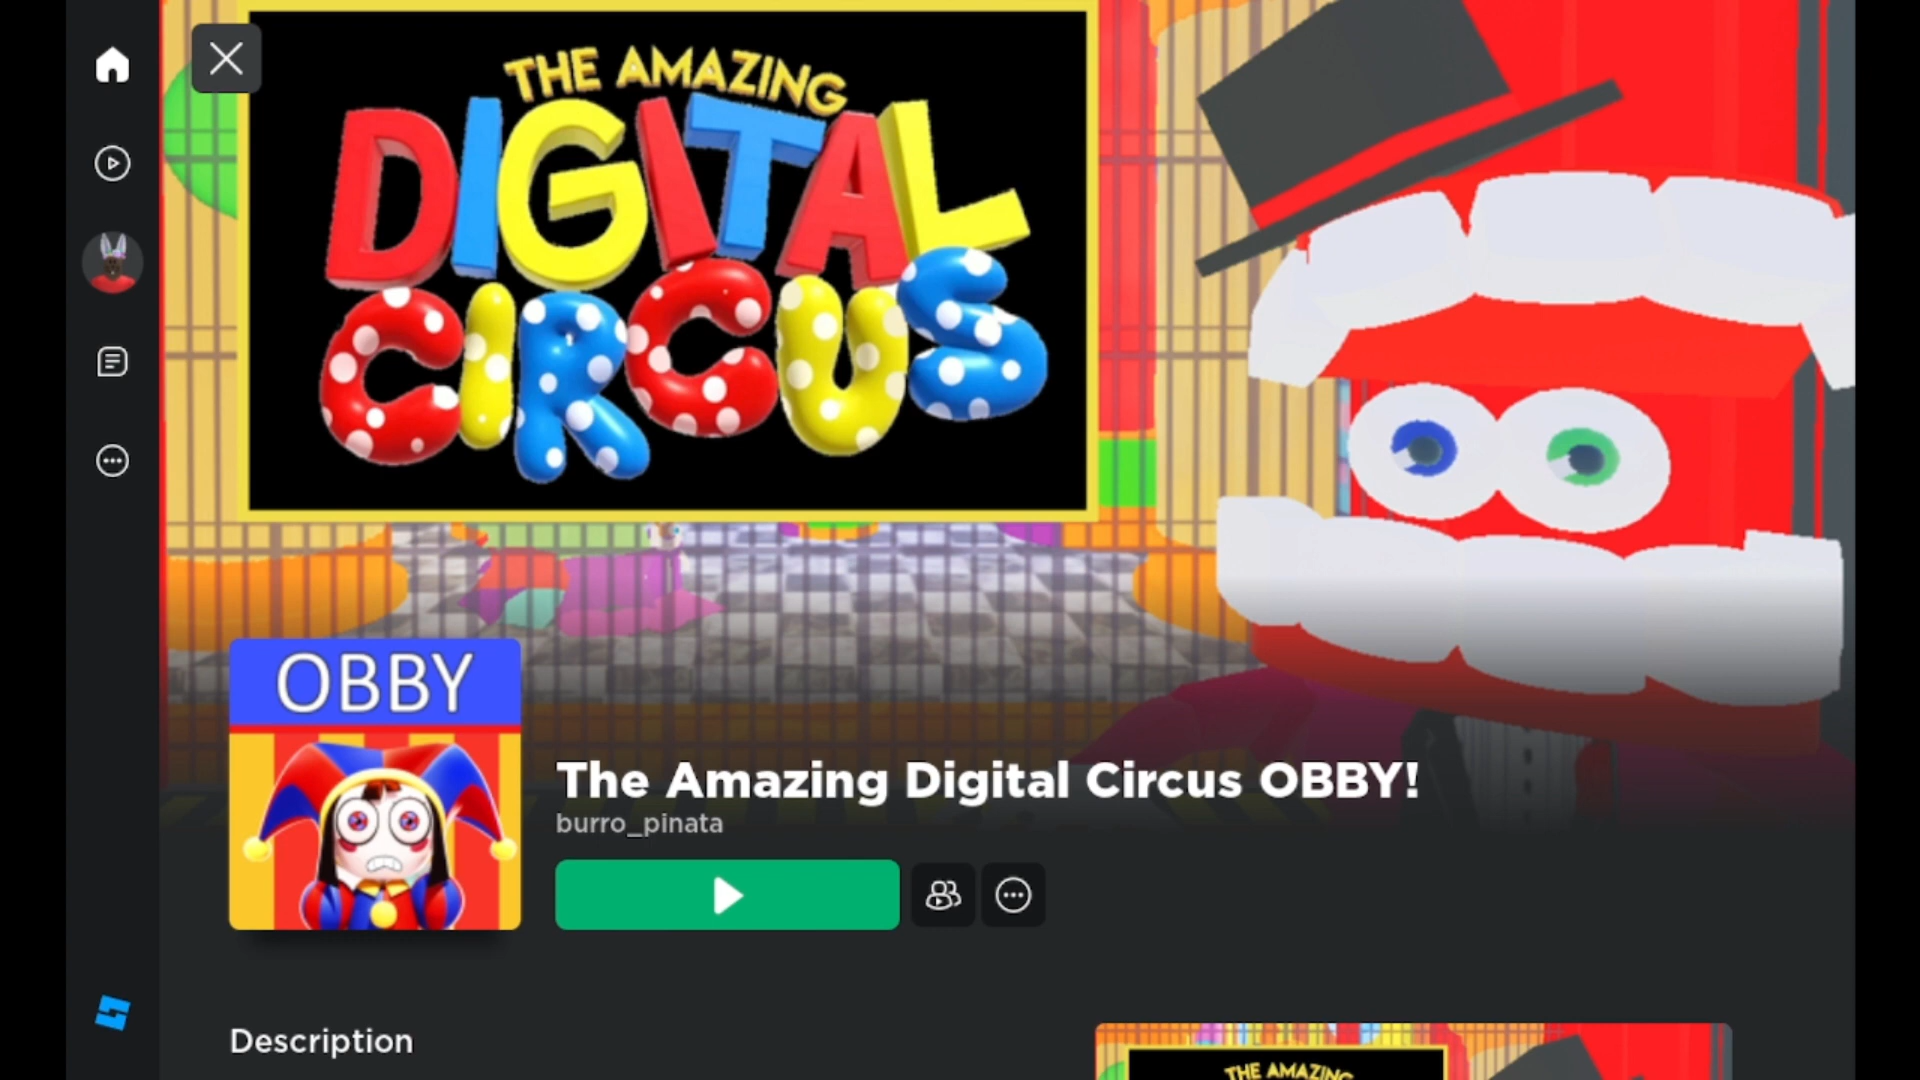 THE AMAZING
DIGITAL
CIRCUS
OBBY
The Amazing Digital Circus OBBY!
burro_pinata
Description
THE AMAZING